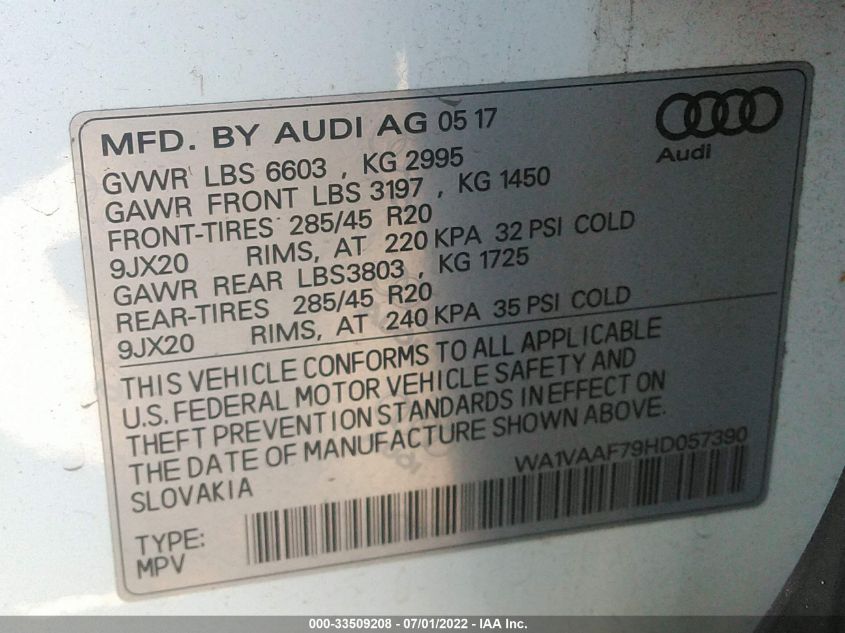 MFD. BY AUDI AG 05 17
Audi
GVWR LBS 6603 , KG 2995
GAWR FRONT LBS 3197 , KG 1450
FRONT-TIRES 285/45 R20
9JX20 RIMS, AT 220 KPA 32 PSI COLD
GAWR REAR LBS3803 , KG 1725
REAR-TIRES 285/45 R20
9JX20 RIMS, AT 240 KPA 35 PSI COLD
THIS VEHICLE CONFORMS TO ALL APPLICABLE
U.S. FEDERAL MOTOR VEHICLE SAFETY AND
THEFT PREVENTION STANDARDS IN EFFECT ON
THE DATE OF MANUFACTURE SHOWN ABOVE.
SLOVAKIA
WA1VAAF79HD057390
TYPE:
MPV
000-33509208 - 07/01/2022 - IAA Inc.